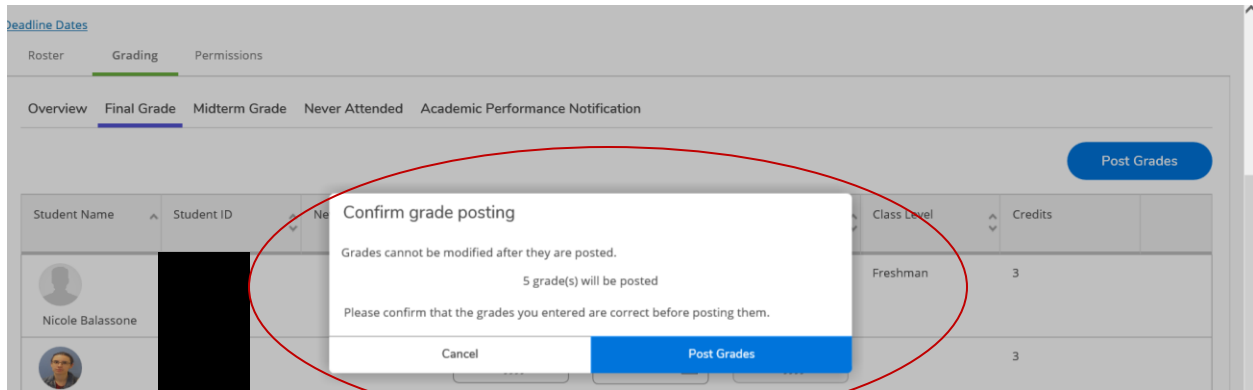 Deadline Dates
Roster Grading Permissions
Overview Final Grade Midterm Grade Never Attended Academic Performance Notification
Post Grades
Student Name Student ID Ne Class Level Credits
Confirm grade posting
Grades cannot be modified after they are posted.
5 grade(s) will be posted
Please confirm that the grades you entered are correct before posting them.
Cancel Post Grades
Freshman 3
Nicole Balassone
3